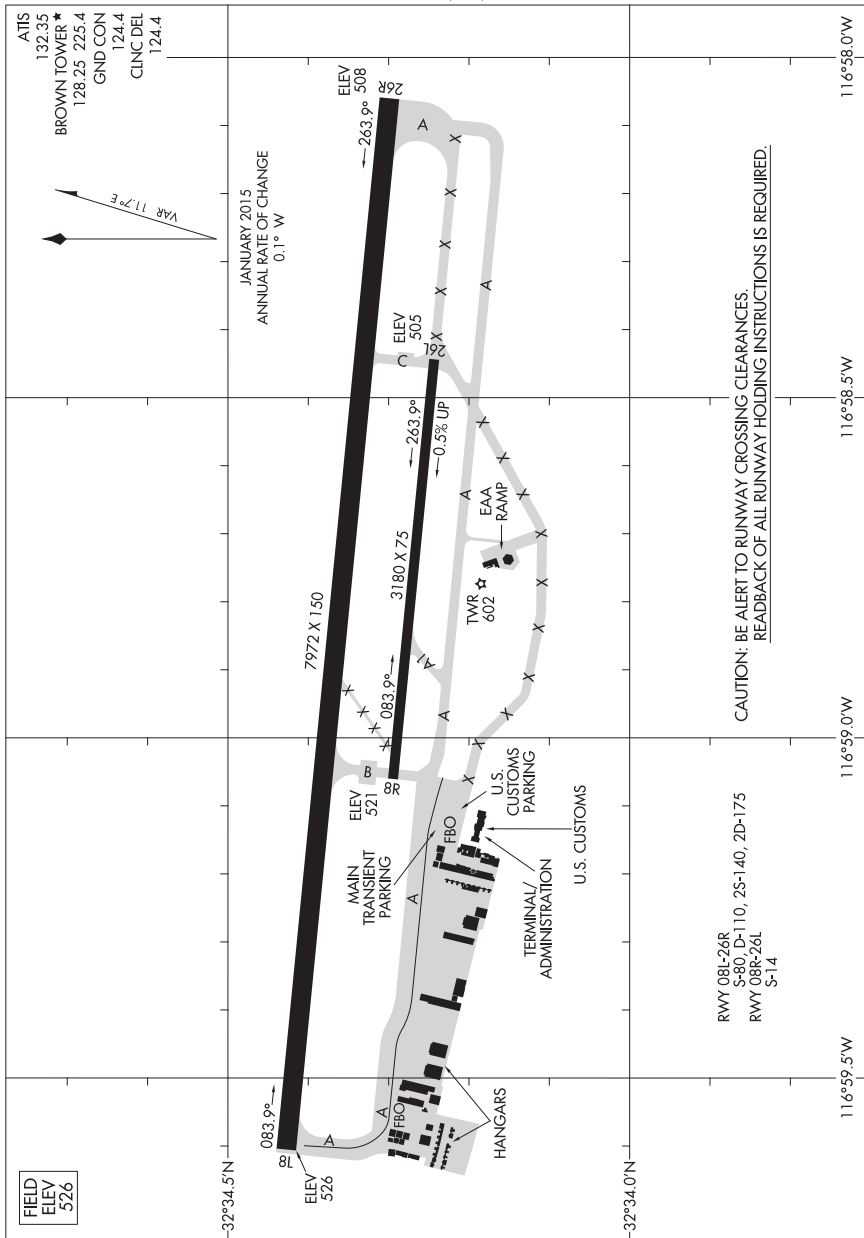 FIELD
ELEV
526
ATIS
132.35
BROWN TOWER★
128.25 225.4
GND CON
124.4
CLNC DEL
124.4
VAR 11.7° E
JANUARY 2015
ANNUAL RATE OF CHANGE
0.1° W
ELEV
508
26R
263.9°
A
X
X
X
X
X
A
ELEV
505
26L
C
263.9°
0.5% UP
7972 X 150
3180 X 75
A
EAA
RAMP
TWR
602
X
X
X
X
X
X
X
X
X
X
A1
083.9°
X
X
X
X
A
B
8R
ELEV
521
U.S.
CUSTOMS
PARKING
MAIN
TRANSIENT
PARKING
FBO
A
TERMINAL/
ADMINISTRATION
U.S. CUSTOMS
083.9°
8L
A
A
FBO
HANGARS
ELEV
526
32°34.5'N
32°34.0'N
CAUTION: BE ALERT TO RUNWAY CROSSING CLEARANCES.
READBACK OF ALL RUNWAY HOLDING INSTRUCTIONS IS REQUIRED.
RWY 08L-26R
S-80, D-110, 2S-140, 2D-175
RWY 08R-26L
S-14
116°59.5'W
116°59.0'W
116°58.5'W
116°58.0'W